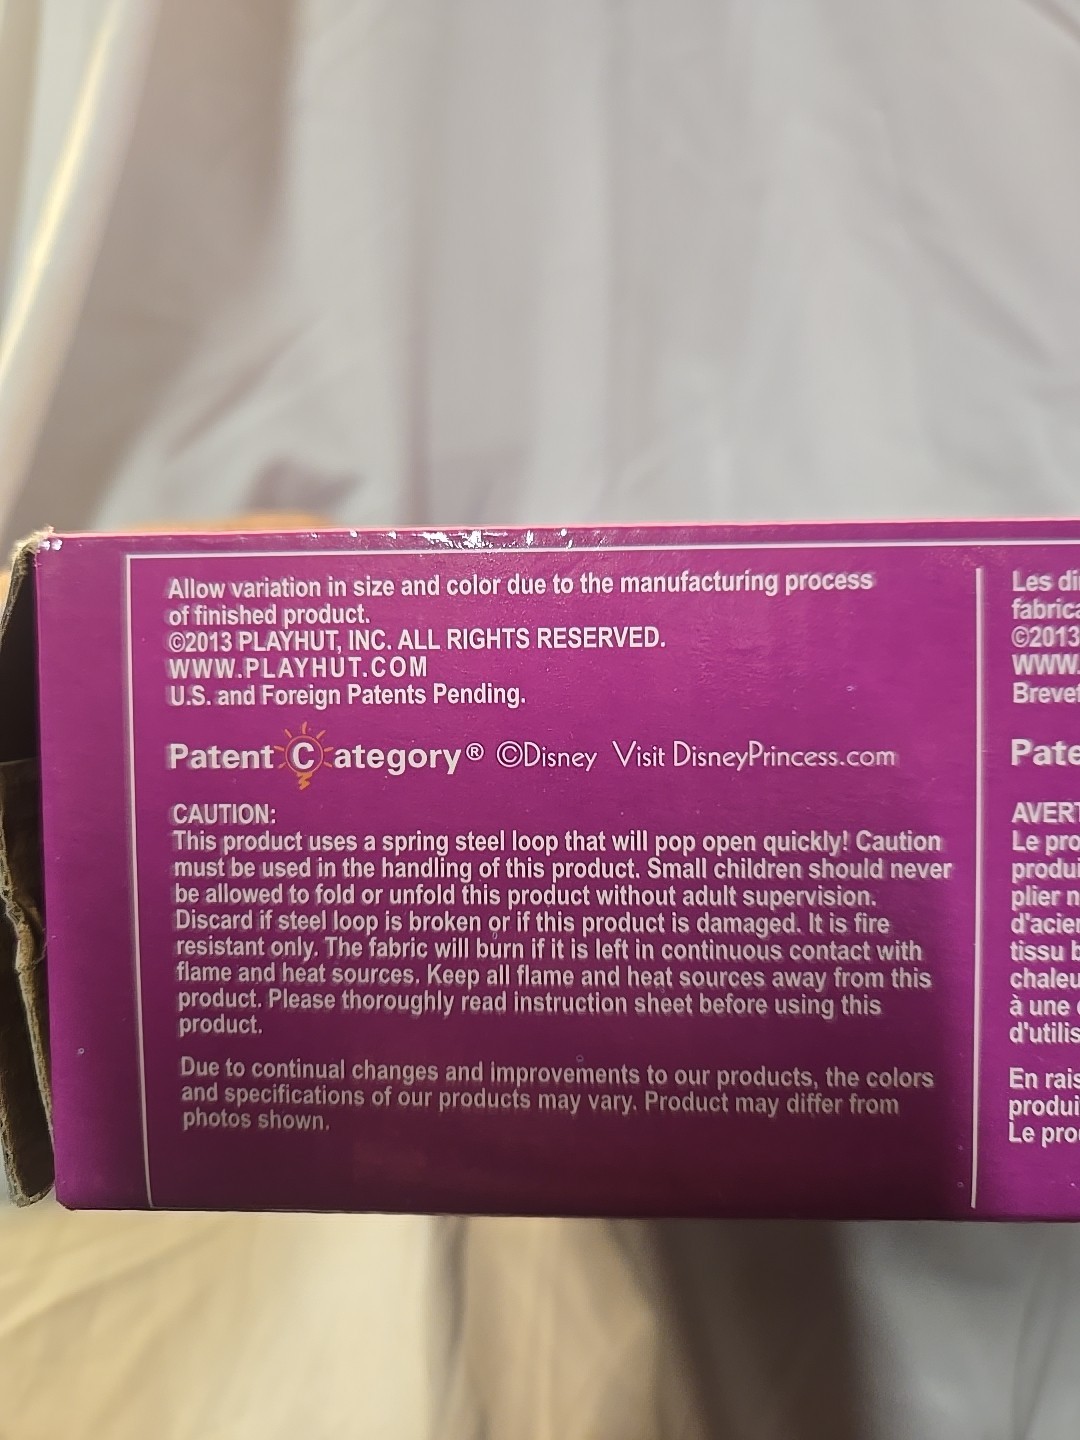 Allow variation in size and color due to the manufacturing process
of finished product.
©2013 PLAYHUT, INC. ALL RIGHTS RESERVED.
WWW.PLAYHUT.COM
U.S. and Foreign Patents Pending.
Patent Category® ©Disney Visit DisneyPrincess.com
CAUTION:
This product uses a spring steel loop that will pop open quickly! Caution
must be used in the handling of this product. Small children should never
be allowed to fold or unfold this product without adult supervision.
Discard if steel loop is broken or if this product is damaged. It is fire
resistant only. The fabric will burn if it is left in continuous contact with
flame and heat sources. Keep all flame and heat sources away from this
product. Please thoroughly read instruction sheet before using this
product.
Due to continual changes and improvements to our products, the colors
and specifications of our products may vary. Product may differ from
photos shown.
Les
©2013
WWW.
Le
plier
tissu
à une
En
Le